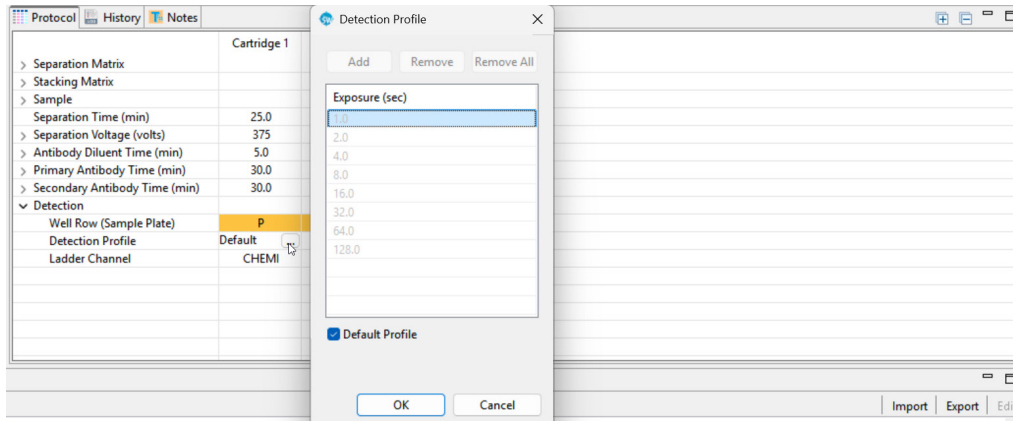 Protocol History Notes
Detection Profile
Cartridge 1
Separation Matrix
Stacking Matrix
Sample
Separation Time (min) 25.0
Separation Voltage (volts) 375
Antibody Diluent Time (min) 5.0
Primary Antibody Time (min) 30.0
Secondary Antibody Time (min) 30.0
Detection
Well Row (Sample Plate) P
Detection Profile Default ...
Ladder Channel CHEMI
Add Remove Remove All
Exposure (sec)
1.0
2.0
4.0
8.0
16.0
32.0
64.0
128.0
Default Profile
OK Cancel
Import Export Edi